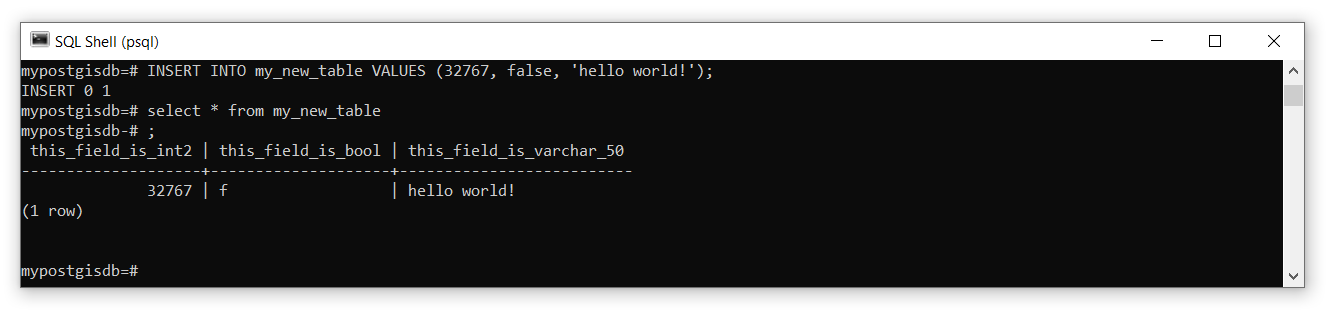 SQL Shell (psql)
mypostgisdb=# INSERT INTO my_new_table VALUES (32767, false, 'hello world!');
INSERT 0 1
mypostgisdb=# select * from my_new_table
mypostgisdb-# ;
 this_field_is_int2 | this_field_is_bool | this_field_is_varchar_50
--------------------+--------------------+--------------------------
              32767 | f                  | hello world!
(1 row)
mypostgisdb=#